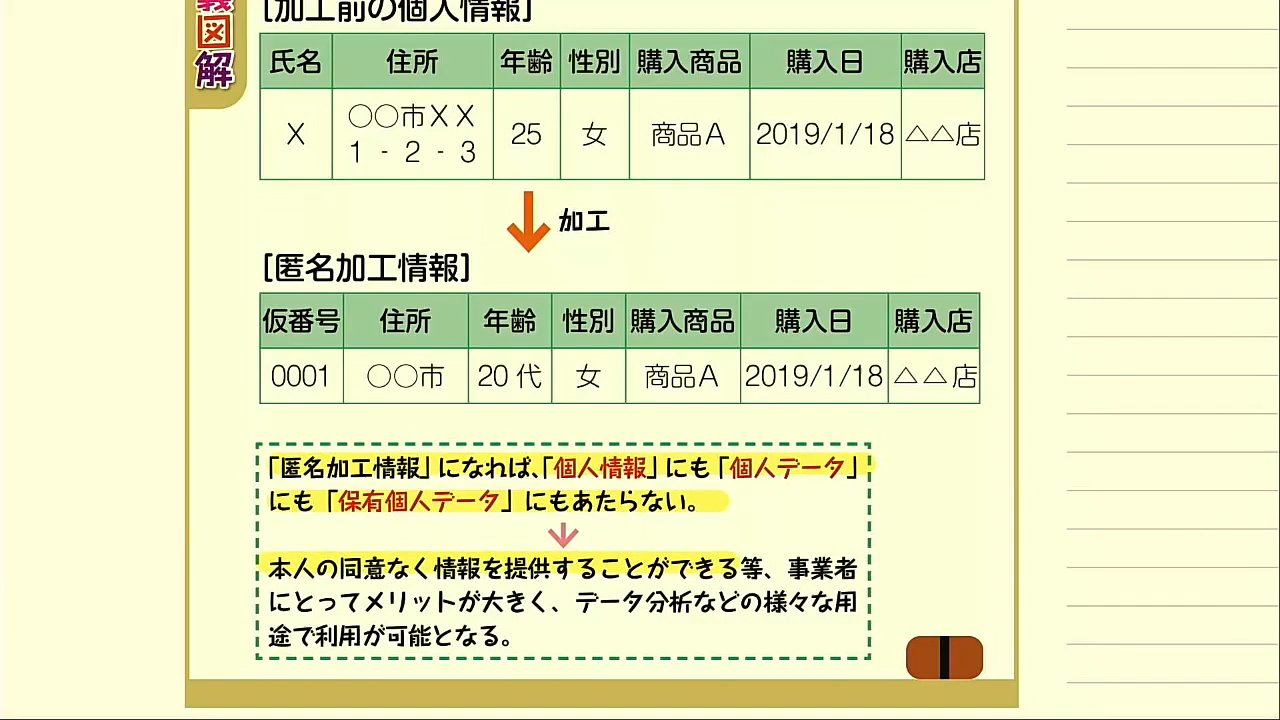 [加工前の個人情報]
図解
氏名 住所 年齢 性別 購入商品 購入日 購入店
X ○○市XX 1 - 2 - 3 25 女 商品A 2019/1/18 △△店
加工
[匿名加工情報]
仮番号 住所 年齢 性別 購入商品 購入日 購入店
0001 ○○市 20 代 女 商品A 2019/1/18 △△店
「匿名加工情報」になれば、「個人情報」にも「個人データ」
にも「保有個人データ」にもあたらない。
本人の同意なく情報を提供することができる等、事業者
にとってメリットが大きく、データ分析などの様々な用
途で利用が可能となる。